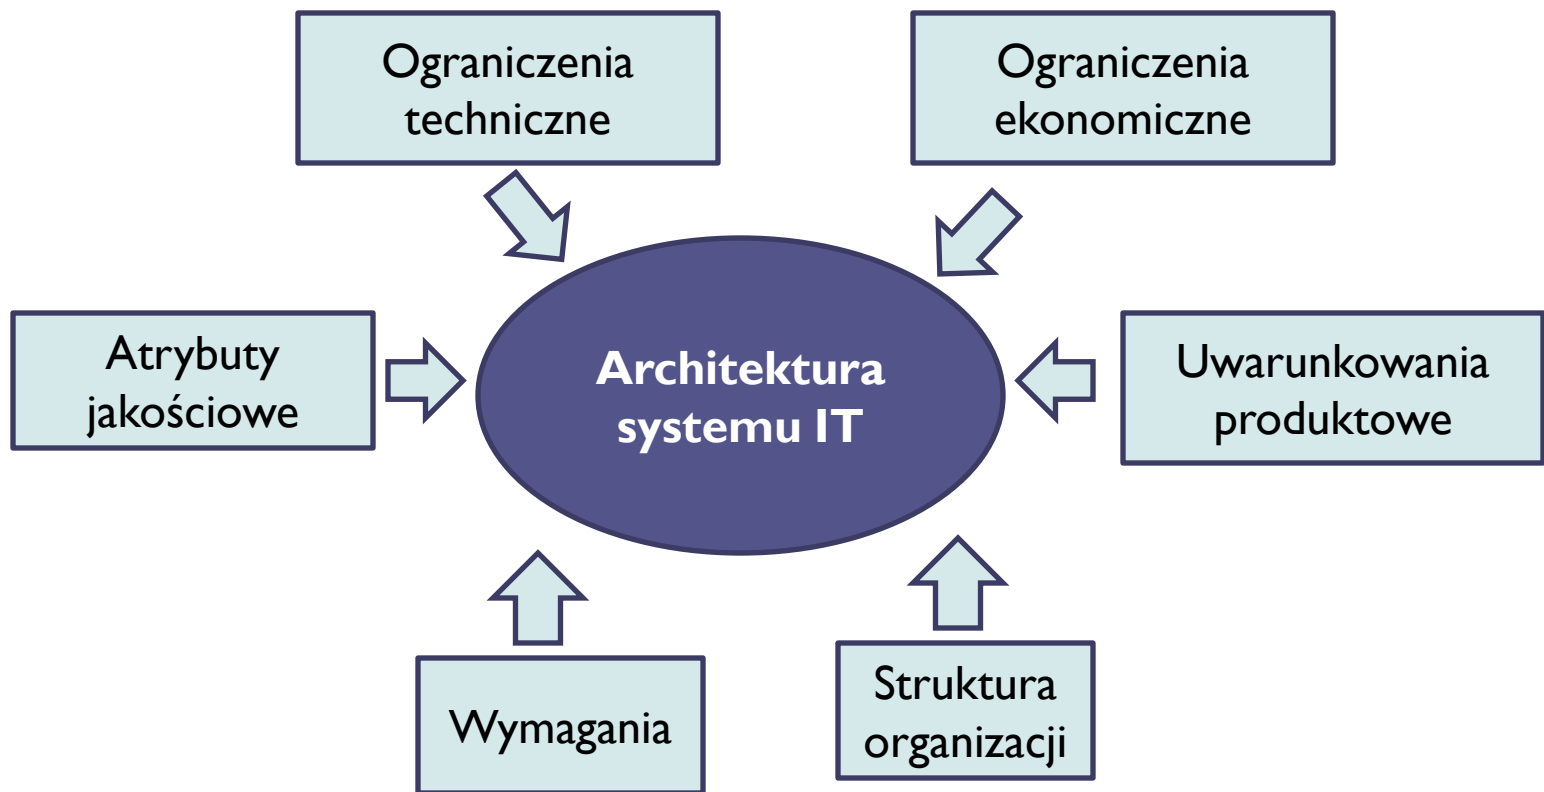 Ograniczenia
techniczne
Ograniczenia
ekonomiczne
Atrybuty
jakościowe
Architektura
systemu IT
Uwarunkowania
produktowe
Wymagania
Struktura
organizacji